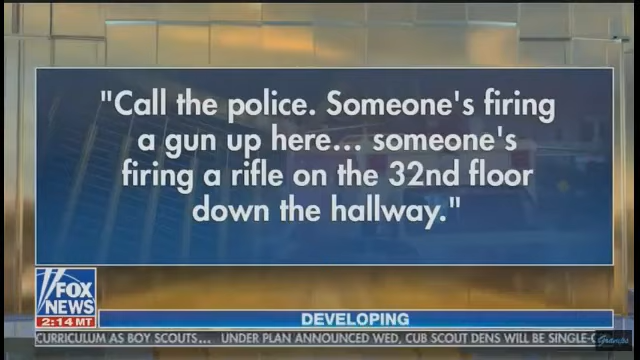 "Call the police. Someone's firing
a gun up here... someone's
firing a rifle on the 32nd floor
down the hallway."
FOX
NEWS
2:14 MT
DEVELOPING
CURRICULUM AS BOY SCOUTS... UNDER PLAN ANNOUNCED WED, CUB SCOUT DENS WILL BE SINGLE-G